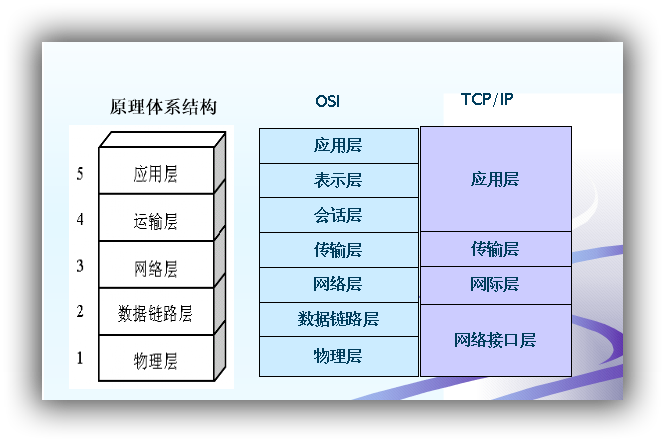 原理体系结构
5 应用层
4 运输层
3 网络层
2 数据链路层
1 物理层
OSI
应用层
表示层
会话层
传输层
网络层
数据链路层
物理层
TCP/IP
应用层
传输层
网际层
网络接口层